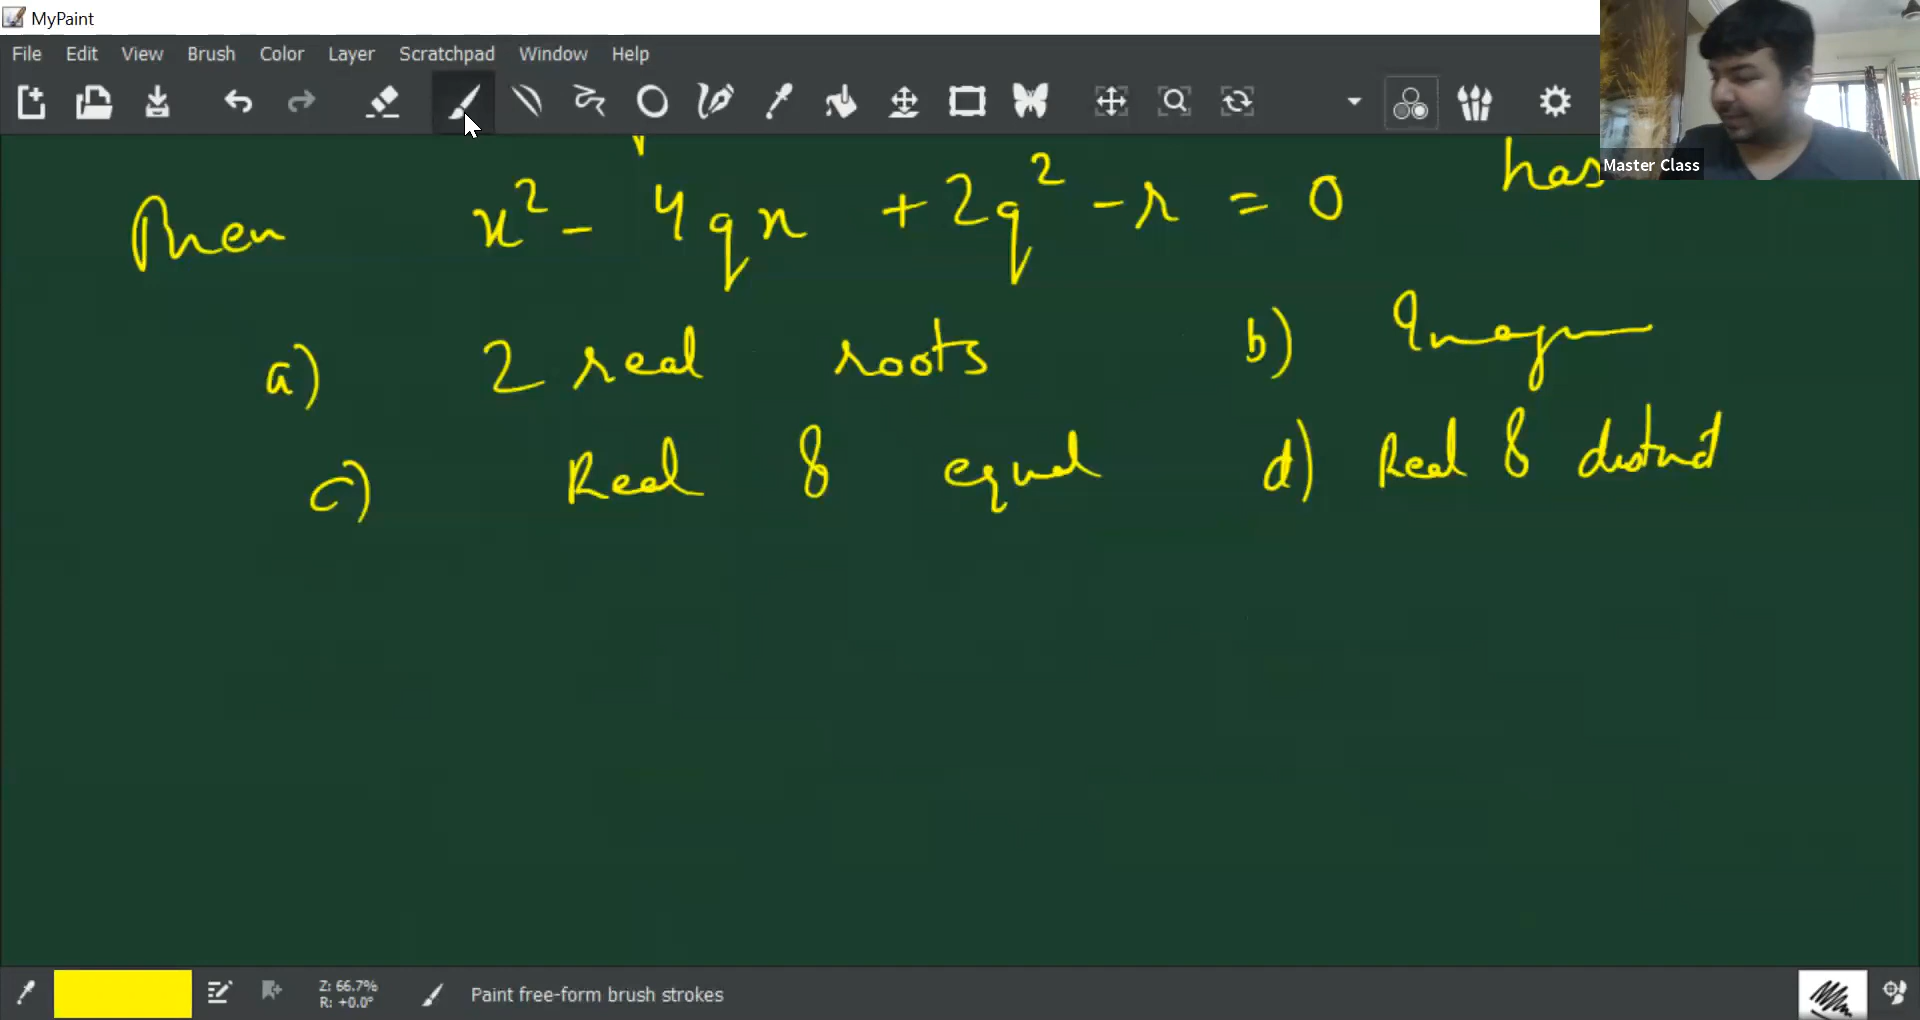 MyPaint
File Edit View Brush Color Layer Scratchpad Window Help
Master Class
Then x² - 4qx + 2q² - r = 0 has
a) 2 real roots b) Imagin
c) Real & equal d) Real & distinct
Z: 66.7%
R: +0.0°
Paint free-form brush strokes